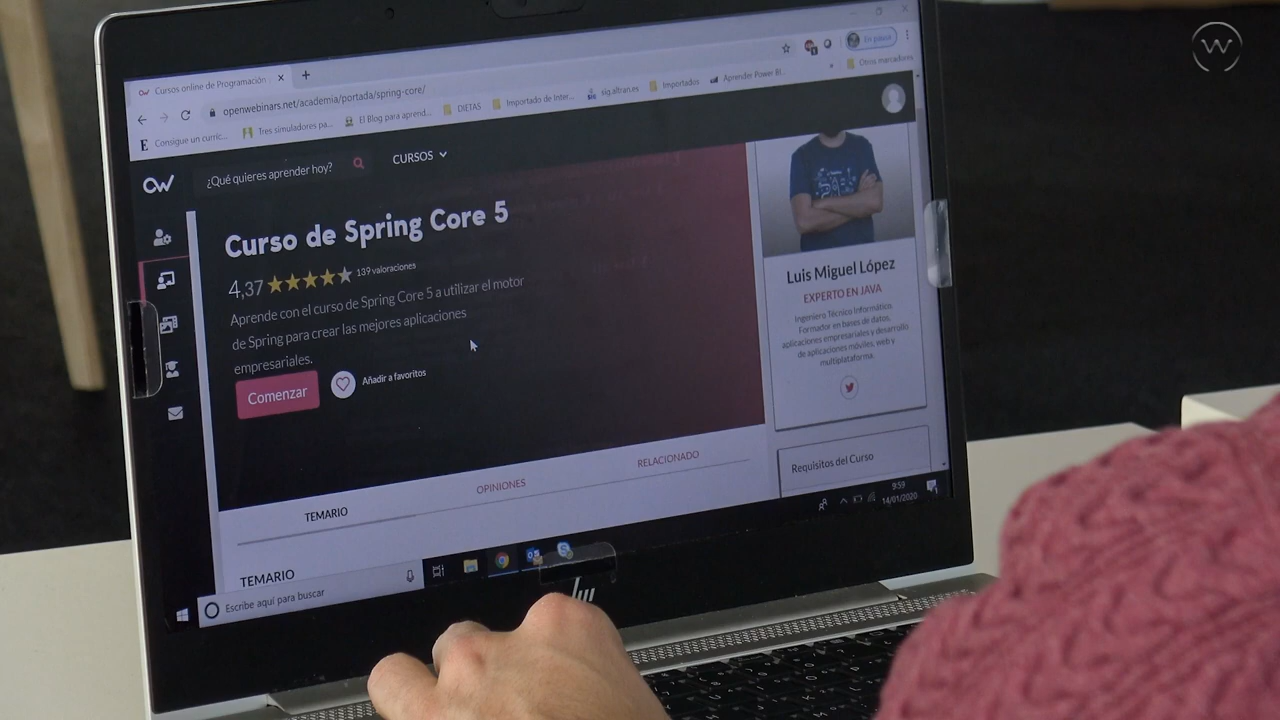 W
Cursos online de Programación
openwebinars.net/academia/portada/spring-core/
En pausa
Consigue un curríc...
Tres simuladores pa...
El Blog para aprend...
DIETAS
Importado de Inter...
sig.altran.es
Importados
Aprender Power BI...
Otros marcadores
OW
¿Qué quieres aprender hoy?
CURSOS
Curso de Spring Core 5
4,37
139 valoraciones
Aprende con el curso de Spring Core 5 a utilizar el motor
de Spring para crear las mejores aplicaciones
empresariales.
Comenzar
Añadir a favoritos
Luis Miguel López
EXPERTO EN JAVA
Ingeniero Técnico Informático.
Formador en bases de datos,
aplicaciones empresariales y desarrollo
de aplicaciones móviles, web y
multiplataforma.
Requisitos del Curso
TEMARIO
OPINIONES
RELACIONADO
TEMARIO
Escribe aquí para buscar
9:59
14/01/2020
hp